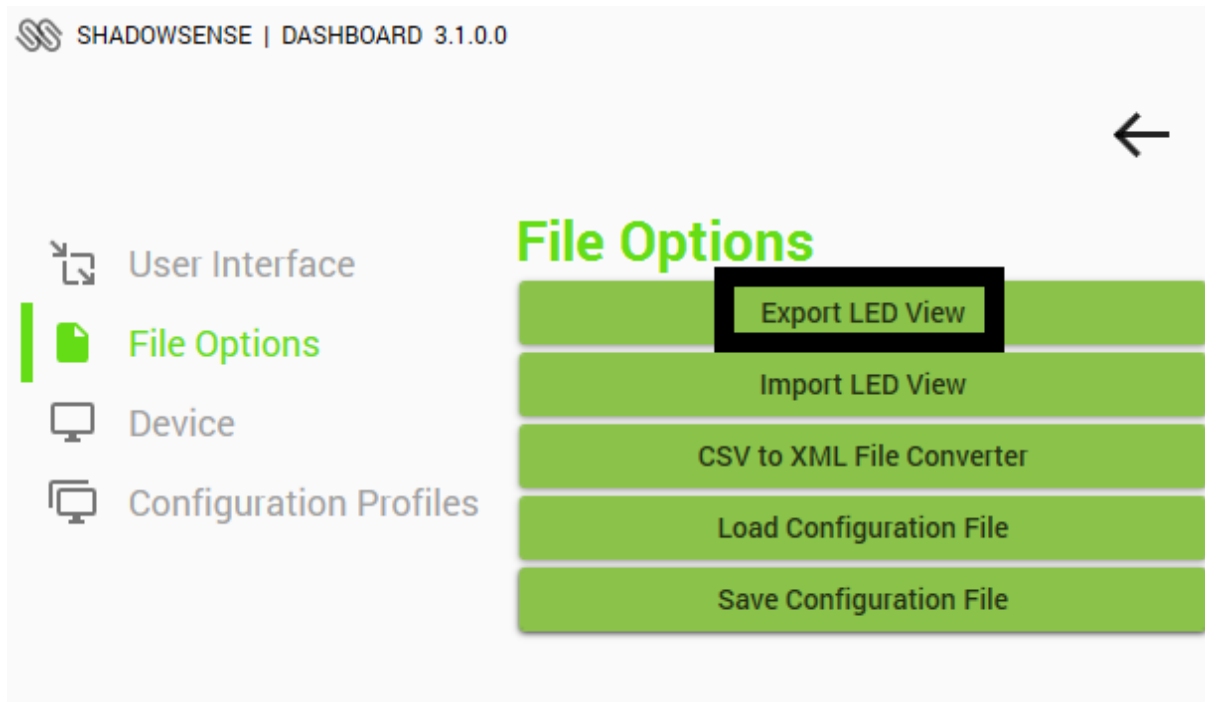 SHADOWSENSE | DASHBOARD 3.1.0.0
User Interface
File Options
Device
Configuration Profiles
File Options
Export LED View
Import LED View
CSV to XML File Converter
Load Configuration File
Save Configuration File